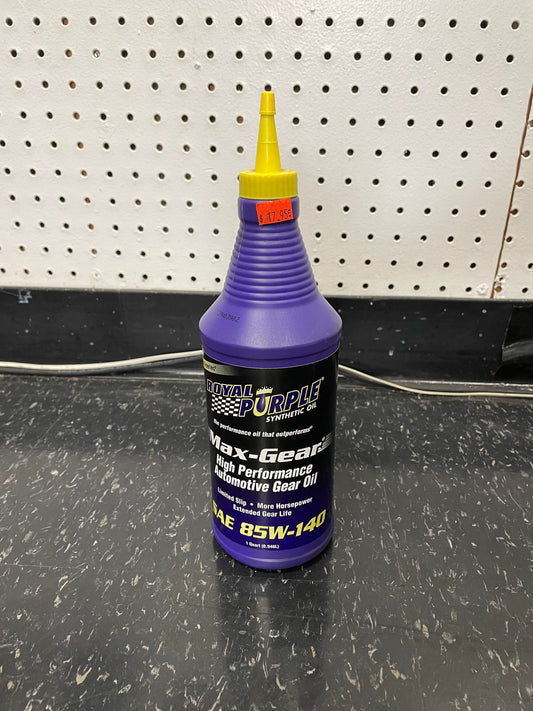 $ 17.95
ROYAL
PURPLE®
SYNTHETIC OIL
the performance oil that outperforms®
Max-Gear®
High Performance
Automotive Gear Oil
Limited Slip • More Horsepower
Extended Gear Life
SAE 85W-140
1 Quart (0.946L)